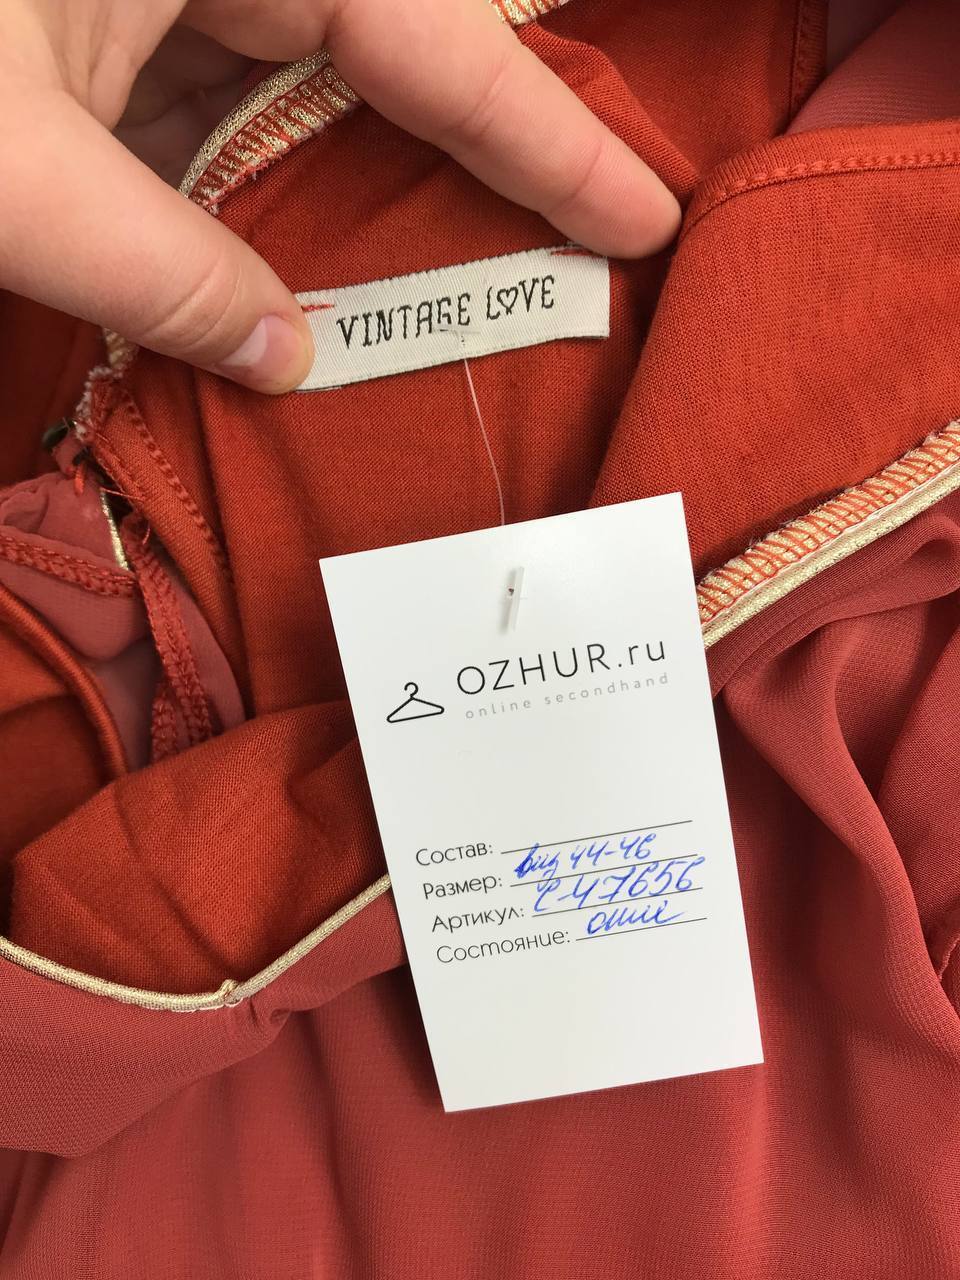 VINTAGE LOVE
OZHUR.ru
online secondhand
Состав:
Размер: виз 44-46
Артикул: с-47656
Состояние: отл